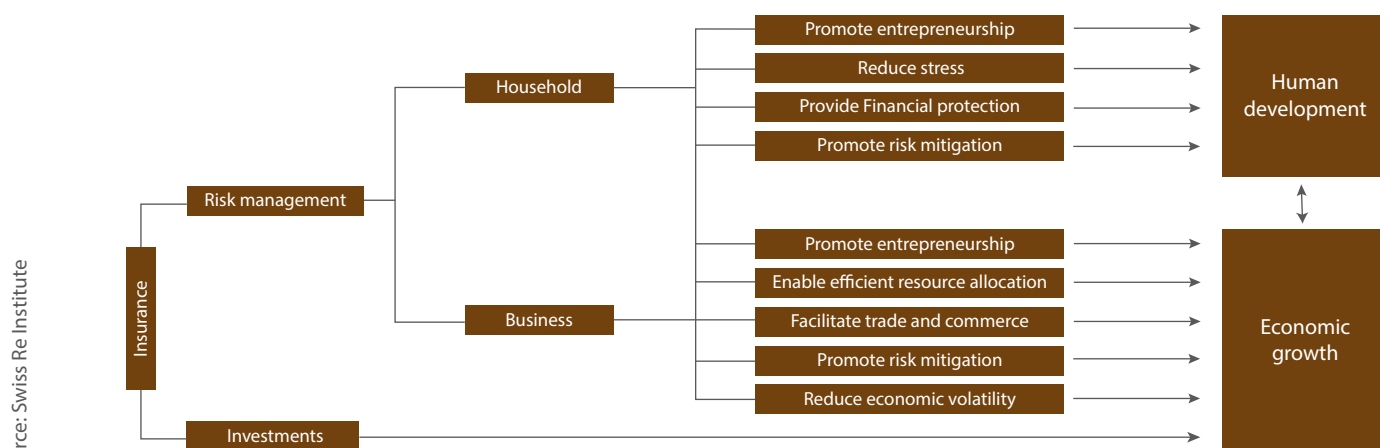 Promote entrepreneurship
Reduce stress
Household
Provide Financial protection
Human
development
Promote risk mitigation
Risk management
Promote entrepreneurship
Enable efficient resource allocation
Insurance
Business
Facilitate trade and commerce
Economic
growth
Promote risk mitigation
Reduce economic volatility
Investments
rce: Swiss Re Institute